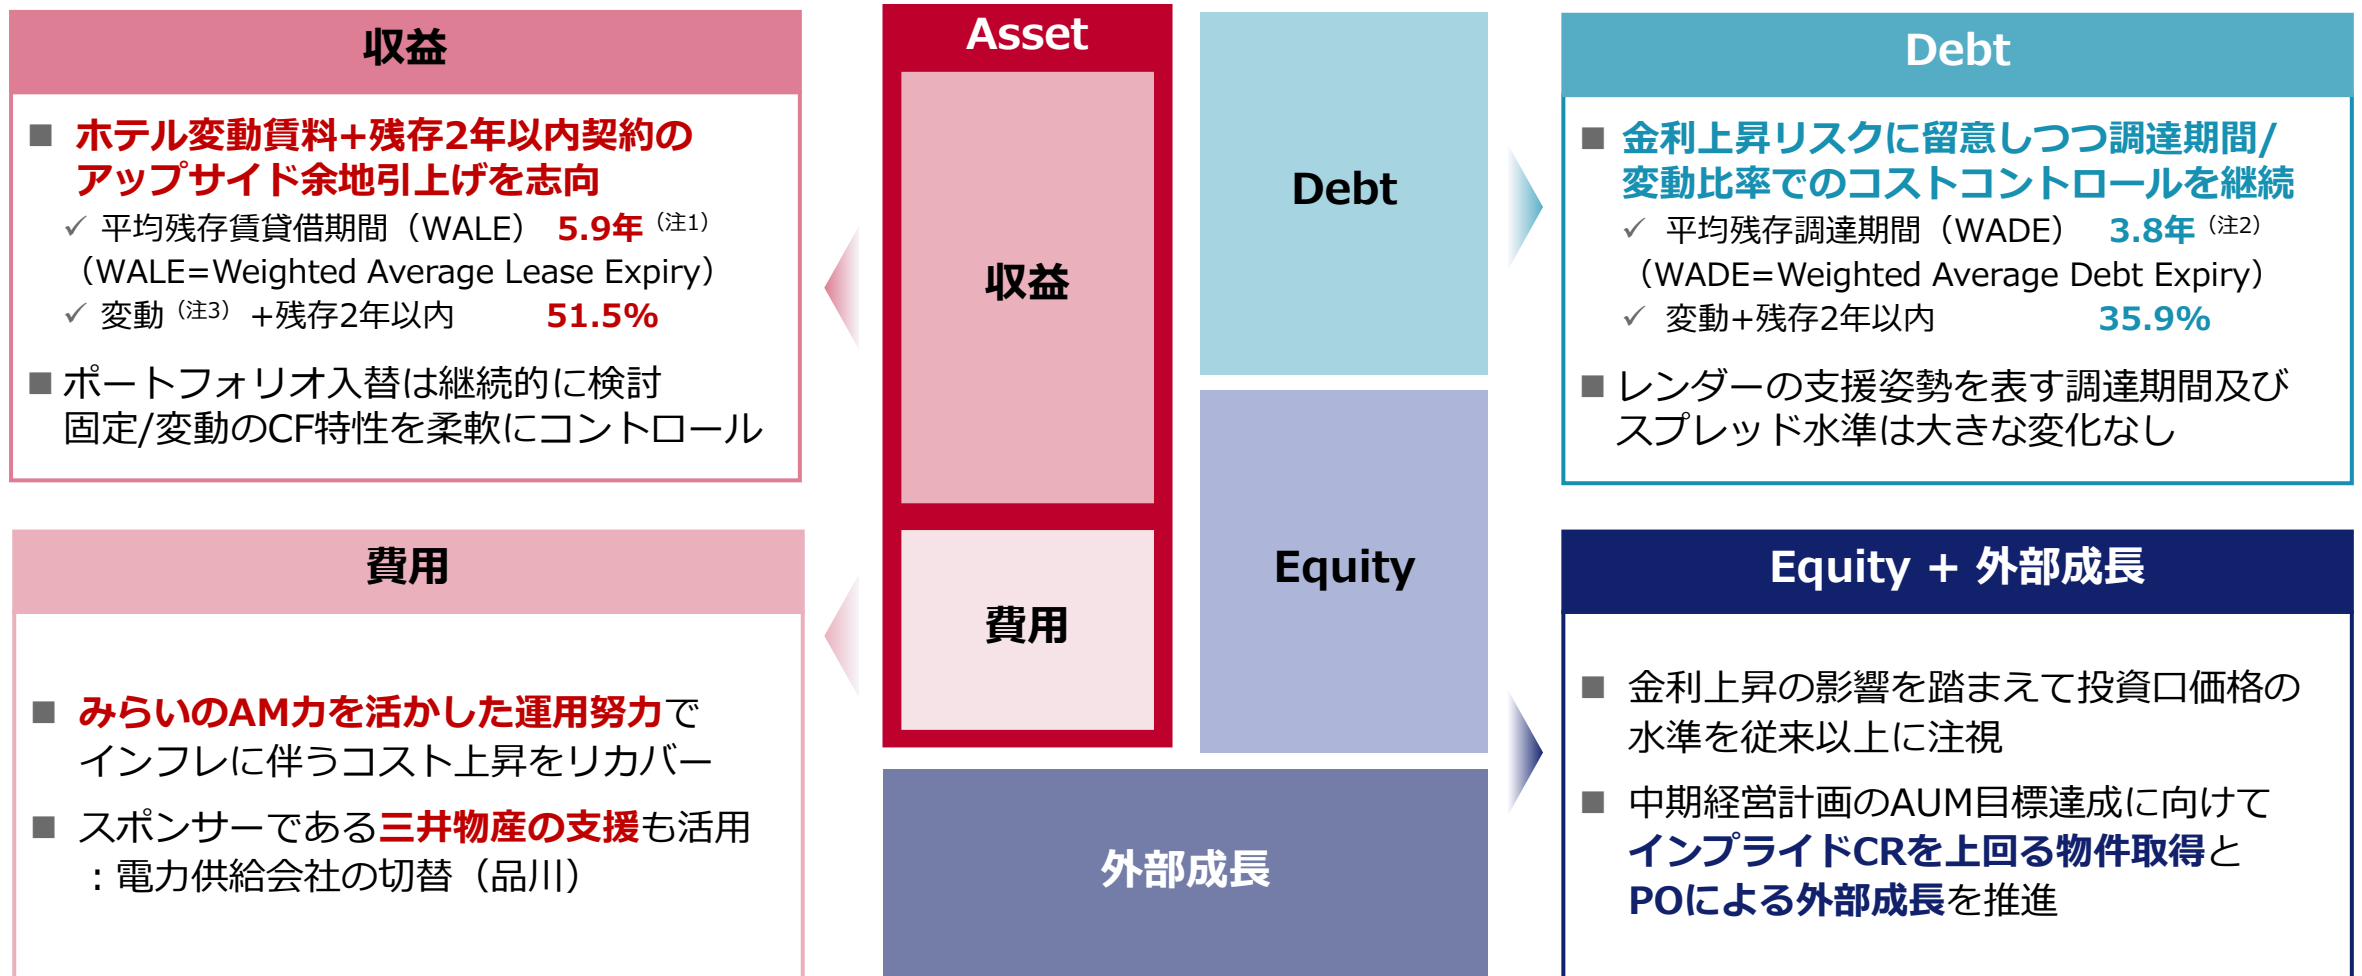 収益
■ ホテル変動賃料+残存2年以内契約の
アップサイド余地引上げを志向
✓ 平均残存賃貸借期間（WALE） 5.9年（注1）
（WALE=Weighted Average Lease Expiry）
✓ 変動（注3）+残存2年以内 51.5%
■ ポートフォリオ入替は継続的に検討
固定/変動のCF特性を柔軟にコントロール
費用
■ みらいのAM力を活かした運用努力で
インフレに伴うコスト上昇をリカバー
■ スポンサーである三井物産の支援も活用
：電力供給会社の切替（品川）
Asset
収益
費用
Debt
Equity
外部成長
Debt
■ 金利上昇リスクに留意しつつ調達期間/
変動比率でのコストコントロールを継続
✓ 平均残存調達期間（WADE） 3.8年（注2）
（WADE=Weighted Average Debt Expiry）
✓ 変動+残存2年以内 35.9%
■ レンダーの支援姿勢を表す調達期間及び
スプレッド水準は大きな変化なし
Equity + 外部成長
■ 金利上昇の影響を踏まえて投資口価格の
水準を従来以上に注視
■ 中期経営計画のAUM目標達成に向けて
インプライドCRを上回る物件取得と
POによる外部成長を推進